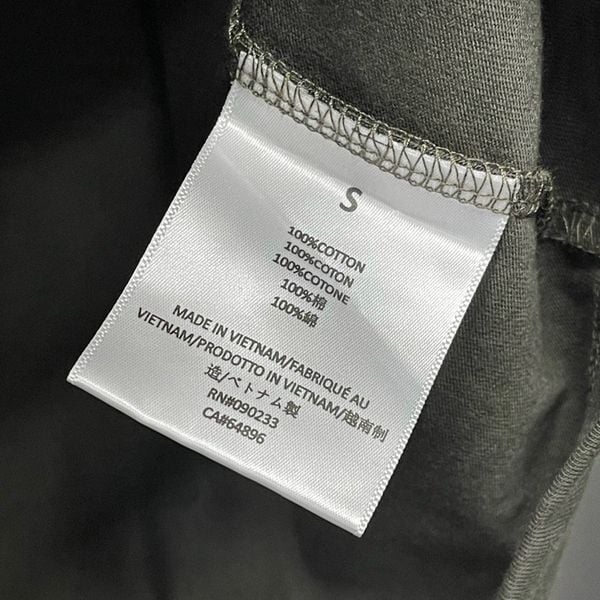 S
100%COTTON
100%COTON
100%COTONE
100%棉
100%綿
MADE IN VIETNAM/FABRIQUÉ AU
VIETNAM/PRODOTTO IN VIETNAM/越南制
造/ベトナム製
RN#090233
CA#64896